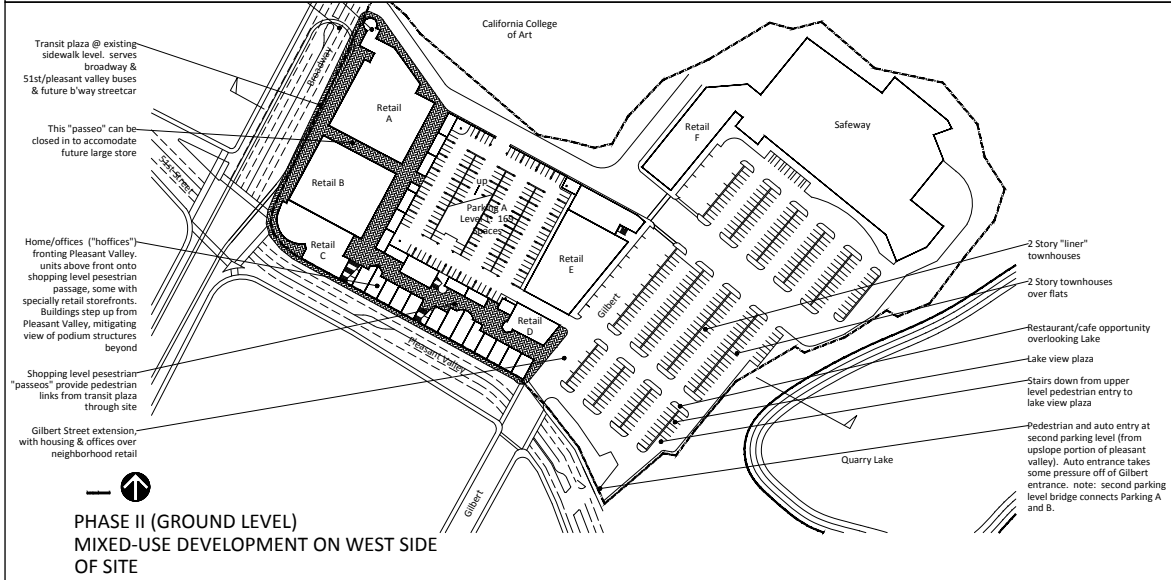 California College
of Art
Transit plaza @ existing
sidewalk level. serves
broadway &
51st/pleasant valley buses
& future b'way streetcar
This "passeo" can be
closed in to accomodate
future large store
Home/offices ("hoffices")
fronting Pleasant Valley.
units above front onto
shopping level pesestrian
passage, some with
specially retail storefronts.
Buildings step up from
Pleasant Valley, mitigating
view of podium structures
beyond
Shopping level pesestrian
"passeos" provide pedestrian
links from transit plaza
through site
Gilbert Street extension,
with housing & offices over
neighborhood retail
Broadway
51st Street
Retail
A
Retail B
Retail
C
up
Parking A
Level 1: 169
Spaces
Retail
E
Retail
D
Retail
F
Safeway
Gilbert
Pleasant Valley
Gilbert
Quarry Lake
2 Story "liner"
townhouses
2 Story townhouses
over flats
Restaurant/cafe opportunity
overlooking Lake
Lake view plaza
Stairs down from upper
level pedestrian entry to
lake view plaza
Pedestrian and auto entry at
second parking level (from
upslope portion of pleasant
valley). Auto entrance takes
some pressure off of Gilbert
entrance. note: second parking
level bridge connects Parking A
and B.
PHASE II (GROUND LEVEL)
MIXED-USE DEVELOPMENT ON WEST SIDE
OF SITE